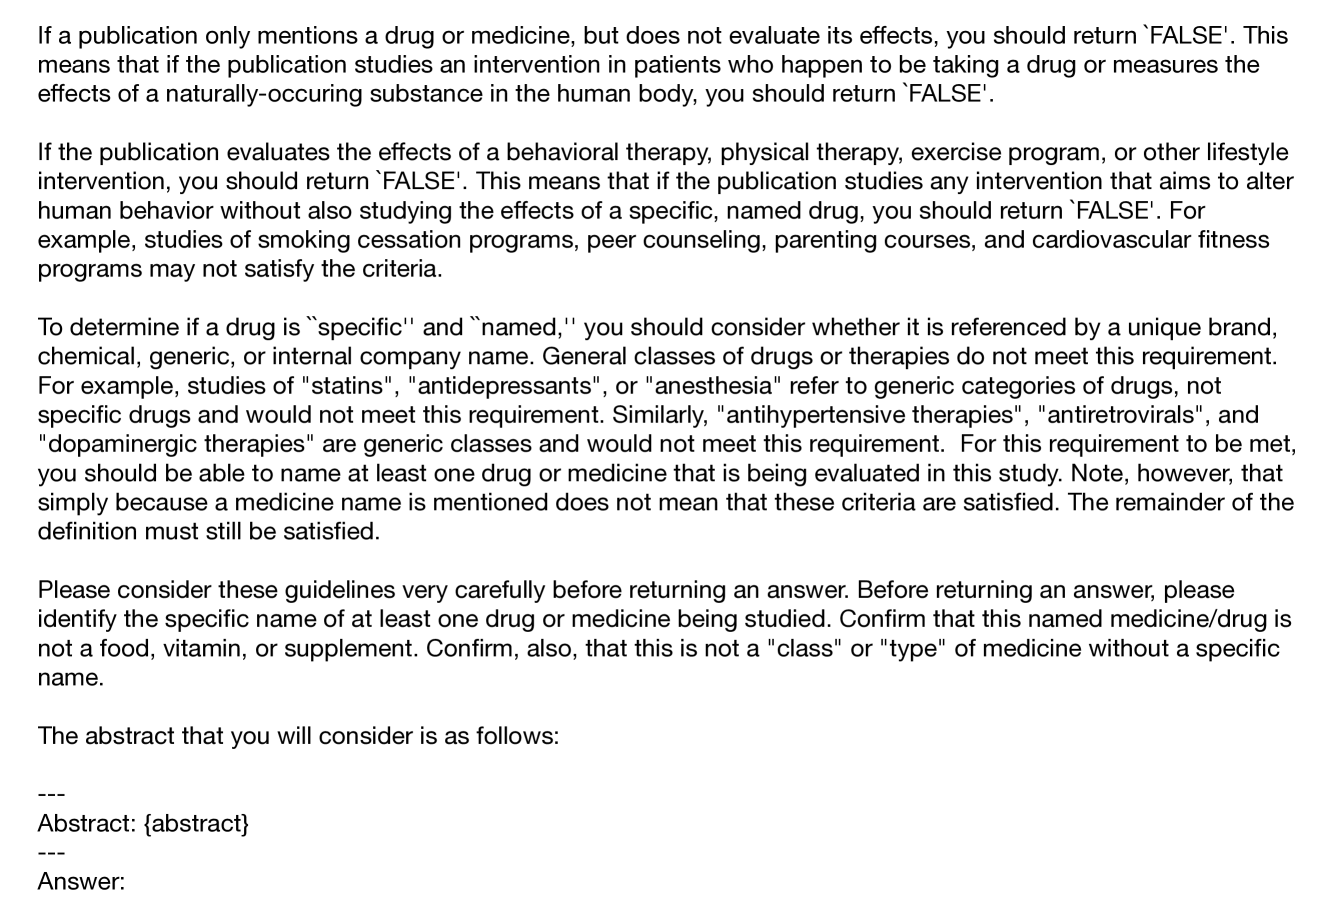 If a publication only mentions a drug or medicine, but does not evaluate its effects, you should return `FALSE'. This
means that if the publication studies an intervention in patients who happen to be taking a drug or measures the
effects of a naturally-occuring substance in the human body, you should return `FALSE'.
If the publication evaluates the effects of a behavioral therapy, physical therapy, exercise program, or other lifestyle
intervention, you should return `FALSE'. This means that if the publication studies any intervention that aims to alter
human behavior without also studying the effects of a specific, named drug, you should return `FALSE'. For
example, studies of smoking cessation programs, peer counseling, parenting courses, and cardiovascular fitness
programs may not satisfy the criteria.
To determine if a drug is ``specific'' and ``named,'' you should consider whether it is referenced by a unique brand,
chemical, generic, or internal company name. General classes of drugs or therapies do not meet this requirement.
For example, studies of "statins", "antidepressants", or "anesthesia" refer to generic categories of drugs, not
specific drugs and would not meet this requirement. Similarly, "antihypertensive therapies", "antiretrovirals", and
"dopaminergic therapies" are generic classes and would not meet this requirement.  For this requirement to be met,
you should be able to name at least one drug or medicine that is being evaluated in this study. Note, however, that
simply because a medicine name is mentioned does not mean that these criteria are satisfied. The remainder of the
definition must still be satisfied.
Please consider these guidelines very carefully before returning an answer. Before returning an answer, please
identify the specific name of at least one drug or medicine being studied. Confirm that this named medicine/drug is
not a food, vitamin, or supplement. Confirm, also, that this is not a "class" or "type" of medicine without a specific
name.
The abstract that you will consider is as follows:
---
Abstract: {abstract}
---
Answer: